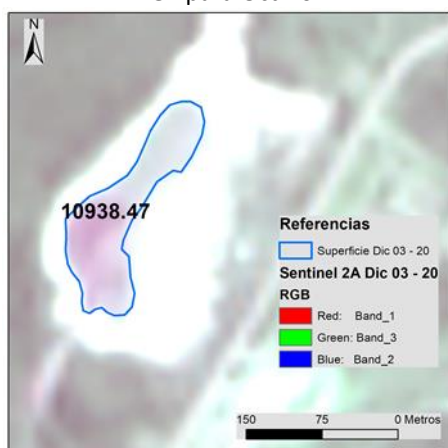 N
10938.47
Referencias
Superficie Dic 03 - 20
Sentinel 2A Dic 03 - 20
RGB
Red: Band_1
Green: Band_3
Blue: Band_2
150 75 0 Metros